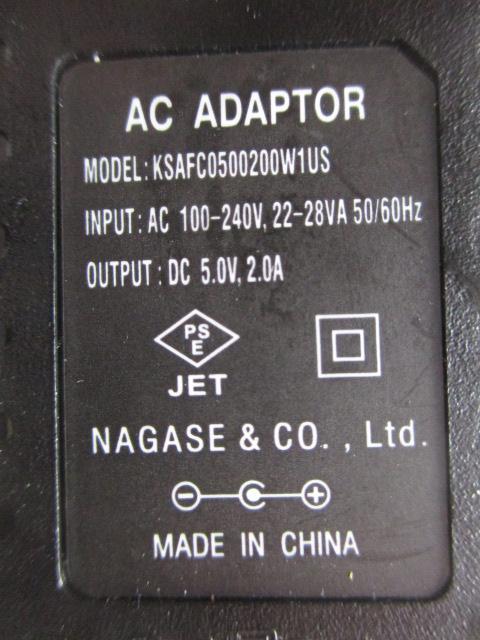 AC ADAPTOR
MODEL: KSAFC0500200W1US
INPUT: AC 100-240V, 22-28VA 50/60Hz
OUTPUT: DC 5.0V, 2.0A
PS
E
JET
NAGASE & CO., Ltd.
MADE IN CHINA